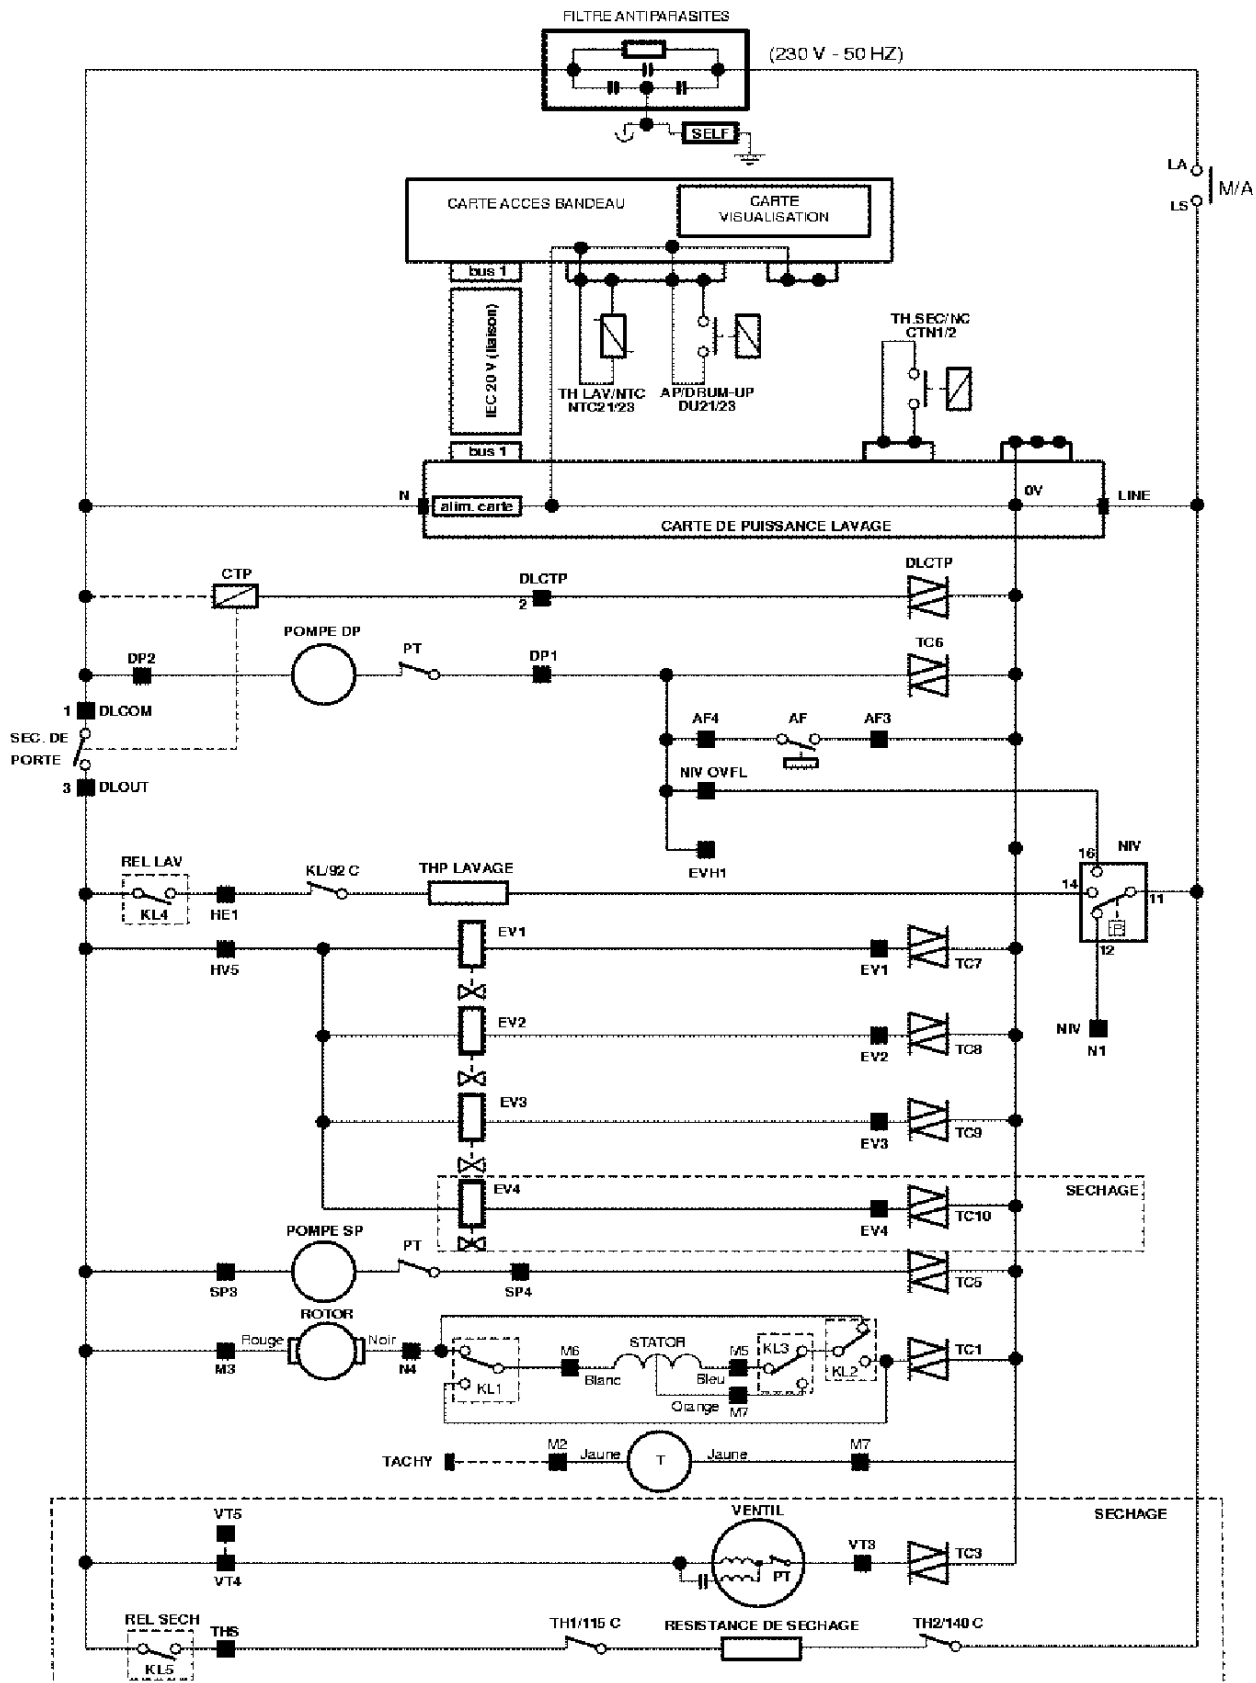 FILTRE ANTIPARASITES
(230 V - 50 HZ)
SELF
LA
M/A
LS
CARTE ACCES BANDEAU
CARTE
VISUALISATION
bus 1
IEC 20 V (liaison)
TH.SEC/NC
CTN1/2
TH LAV/NTC
NTC21/23
AP/DRUM-UP
DU21/23
bus 1
N
alim. carte
0V
LINE
CARTE DE PUISSANCE LAVAGE
CTP
DLCTP
2
DLCTP
POMPE DP
DP2
PT
DP1
TC6
1
DLCOM
SEC. DE
PORTE
3
DLOUT
AF4
AF
AF3
NIV OVFL
EVH1
REL LAV
KL4
HE1
KL/92 C
THP LAVAGE
16
NIV
14
11
P
12
NIV
N1
HV5
EV1
EV1
TC7
EV2
EV2
TC8
EV3
EV3
TC9
EV4
SECHAGE
EV4
TC10
POMPE SP
PT
SP3
SP4
TC5
ROTOR
Rouge
Noir
M3
N4
KL1
M6
Blanc
STATOR
M5
Bleu
Orange
M7
KL3
KL2
TC1
TACHY
M2
Jaune
T
Jaune
M7
SECHAGE
VT5
VT4
VENTIL
PT
VT3
TC3
REL SECH
KL5
THS
TH1/115 C
RESISTANCE DE SECHAGE
TH2/140 C